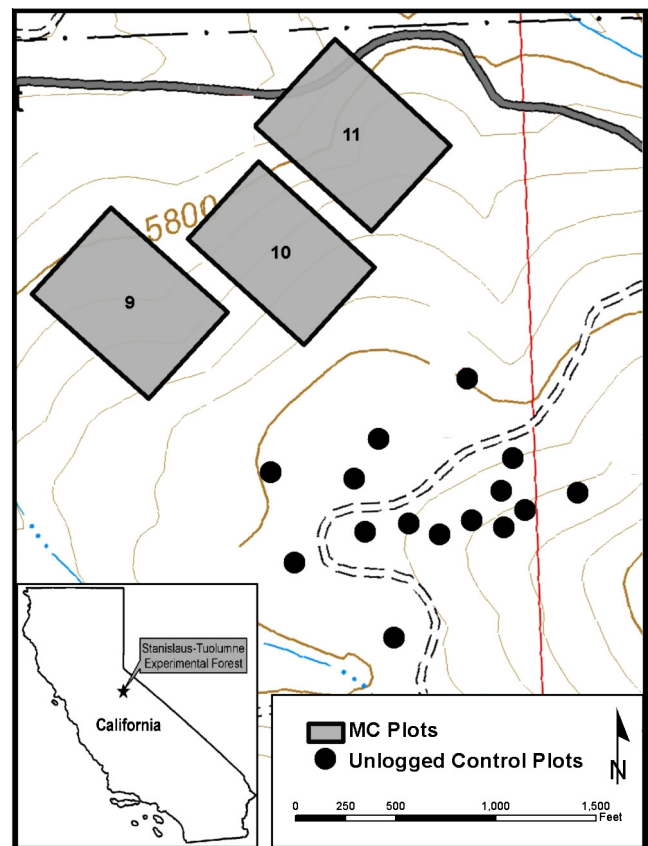 11
5800
10
9
Stanislaus-Tuolumne
Experimental Forest
California
MC Plots
Unlogged Control Plots
N
0 250 500 1,000 1,500
Feet